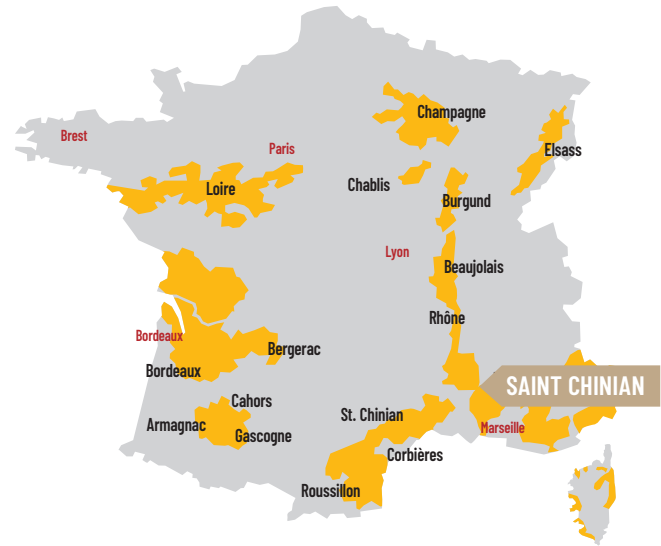 Champagne
Brest
Paris
Elsass
Chablis
Loire
Burgund
Lyon
Beaujolais
Rhône
Bordeaux
Bergerac
Bordeaux
SAINT CHINIAN
Cahors
St. Chinian
Armagnac
Marseille
Gascogne
Corbières
Roussillon